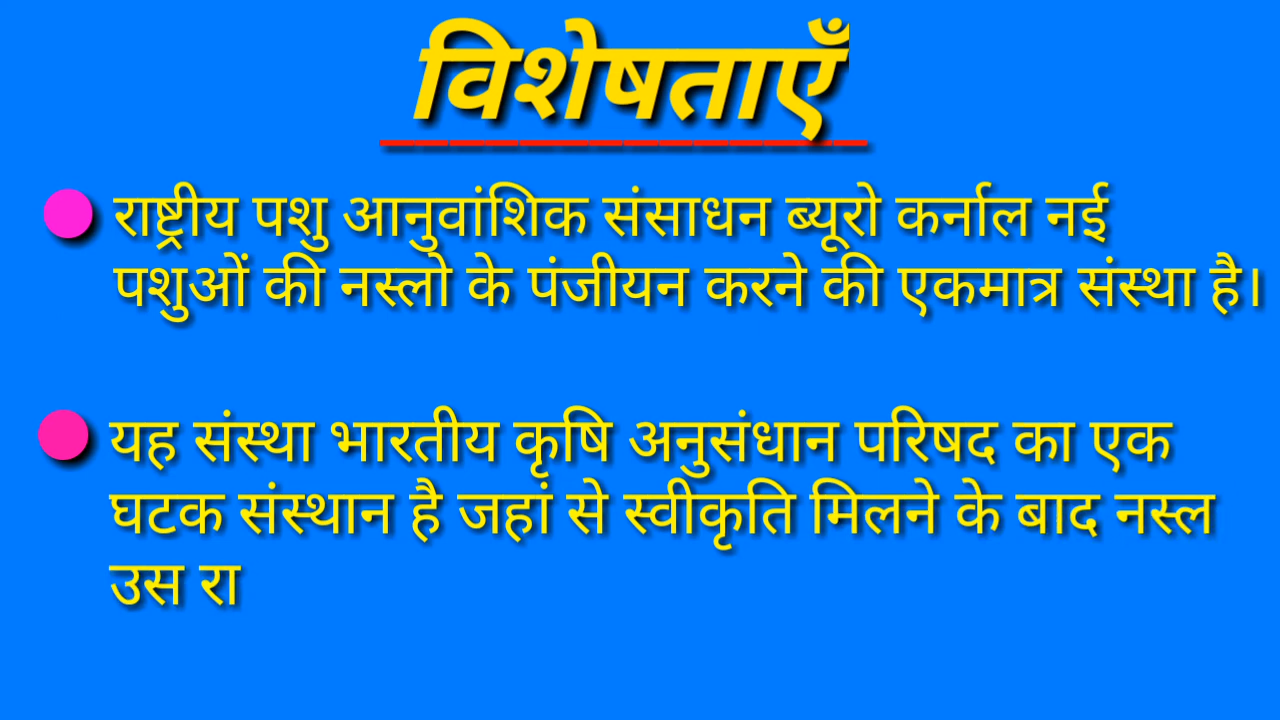 विशेषताएँ
राष्ट्रीय पशु आनुवांशिक संसाधन ब्यूरो कर्नाल नई
पशुओं की नस्लो के पंजीयन करने की एकमात्र संस्था है।
यह संस्था भारतीय कृषि अनुसंधान परिषद का एक
घटक संस्थान है जहां से स्वीकृति मिलने के बाद नस्ल
उस रा